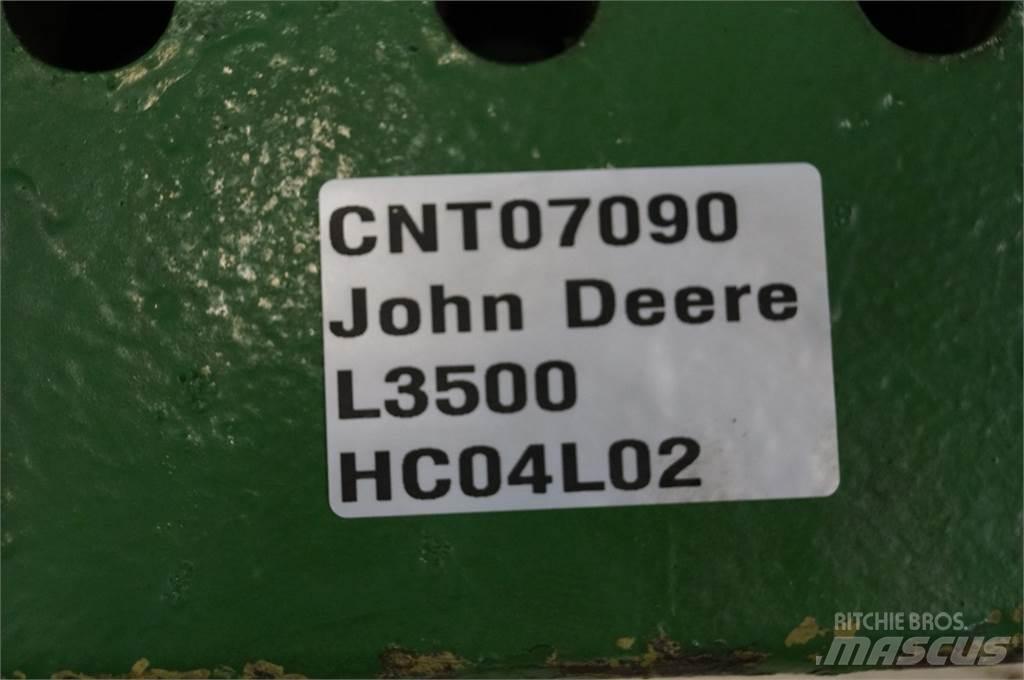 CNT07090
John Deere
L3500
HC04L02
RITCHIE BROS.
MASCUS